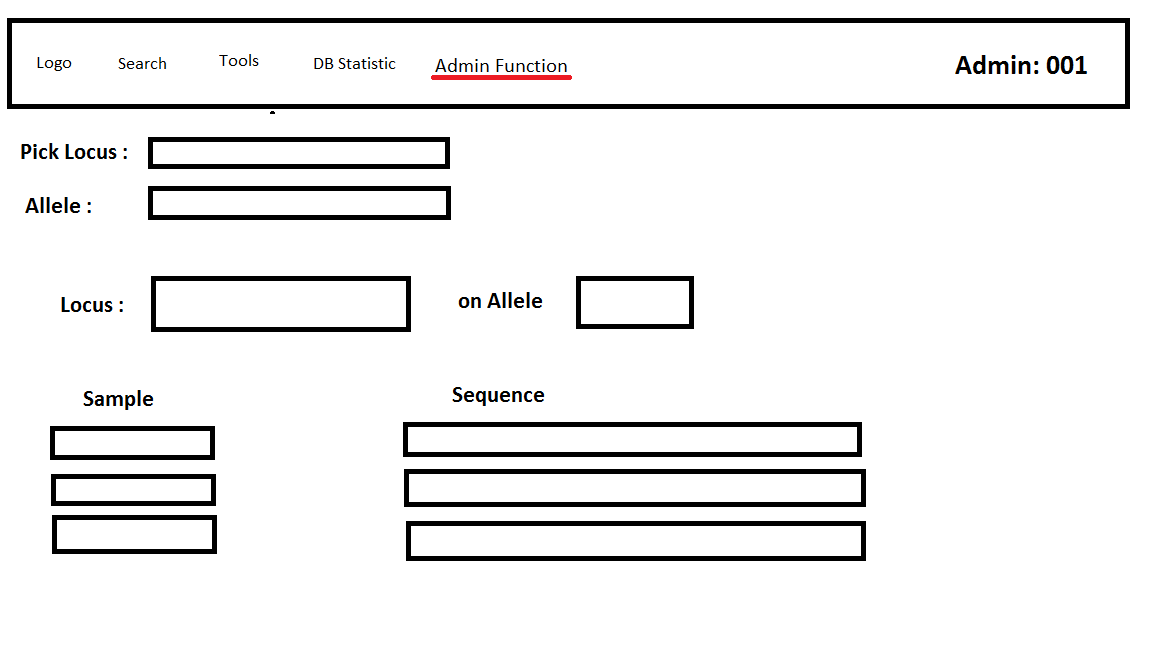 Logo Search Tools DB Statistic Admin Function Admin: 001
Pick Locus :
Allele :
Locus : on Allele
Sample Sequence